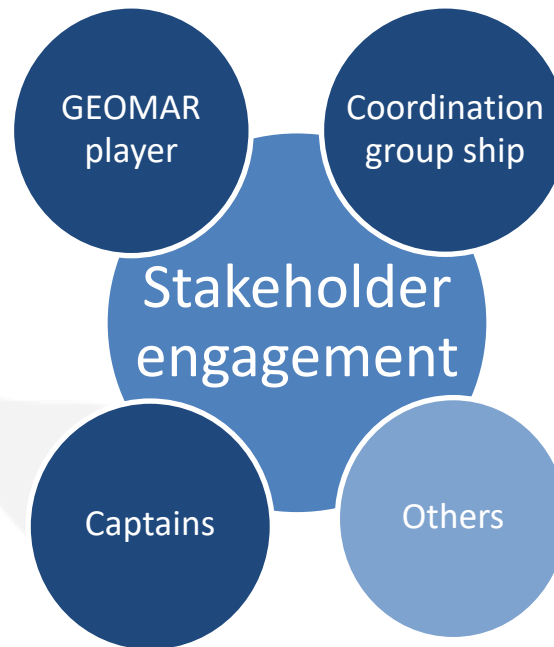 GEOMAR
player
Coordination
group ship
Stakeholder
engagement
Captains
Others